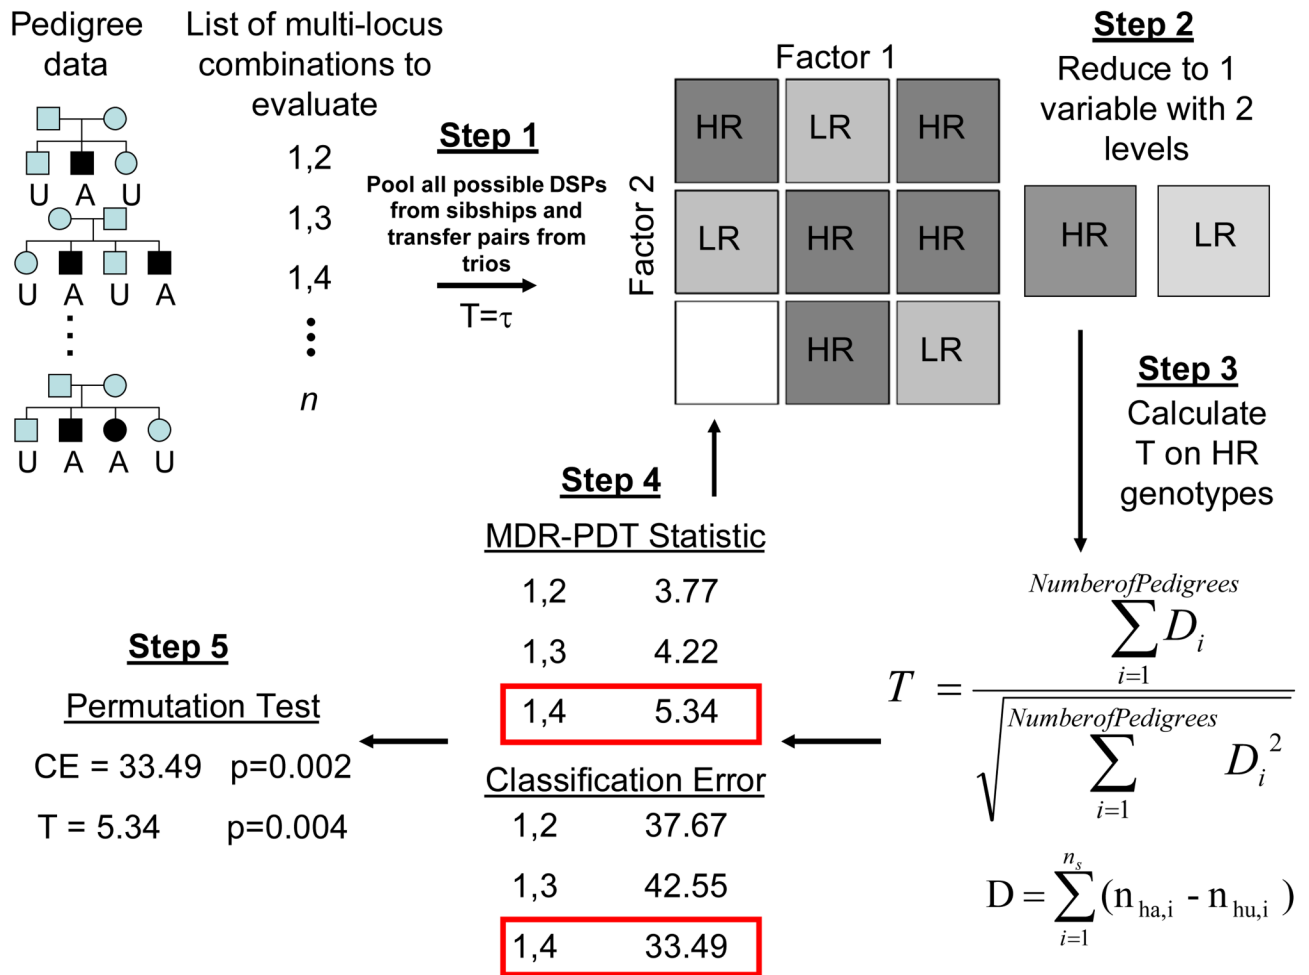 Pedigree
data
U A U
U A U A
U A A U
List of multi-locus
combinations to
evaluate
1,2
1,3
1,4
n
Step 1
Pool all possible DSPs
from sibships and
transfer pairs from
trios
T=τ
Factor 1
Factor 2
HR LR HR
LR HR HR
HR LR
Step 2
Reduce to 1
variable with 2
levels
HR LR
Step 3
Calculate
T on HR
genotypes
NumberofPedigrees
∑ D_i
i=1
T =
NumberofPedigrees
√ ∑ D_i^2
i=1
D = ∑_{i=1}^{n_s} (n_{ha,i} - n_{hu,i})
Step 4
MDR-PDT Statistic
1,2 3.77
1,3 4.22
1,4 5.34
Classification Error
1,2 37.67
1,3 42.55
1,4 33.49
Step 5
Permutation Test
CE = 33.49 p=0.002
T = 5.34 p=0.004